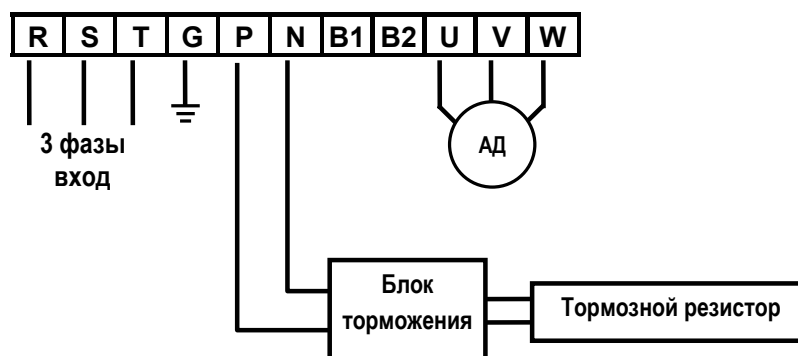 R S T G P N B1 B2 U V W
3 фазы
вход
АД
Блок
торможения
Тормозной резистор